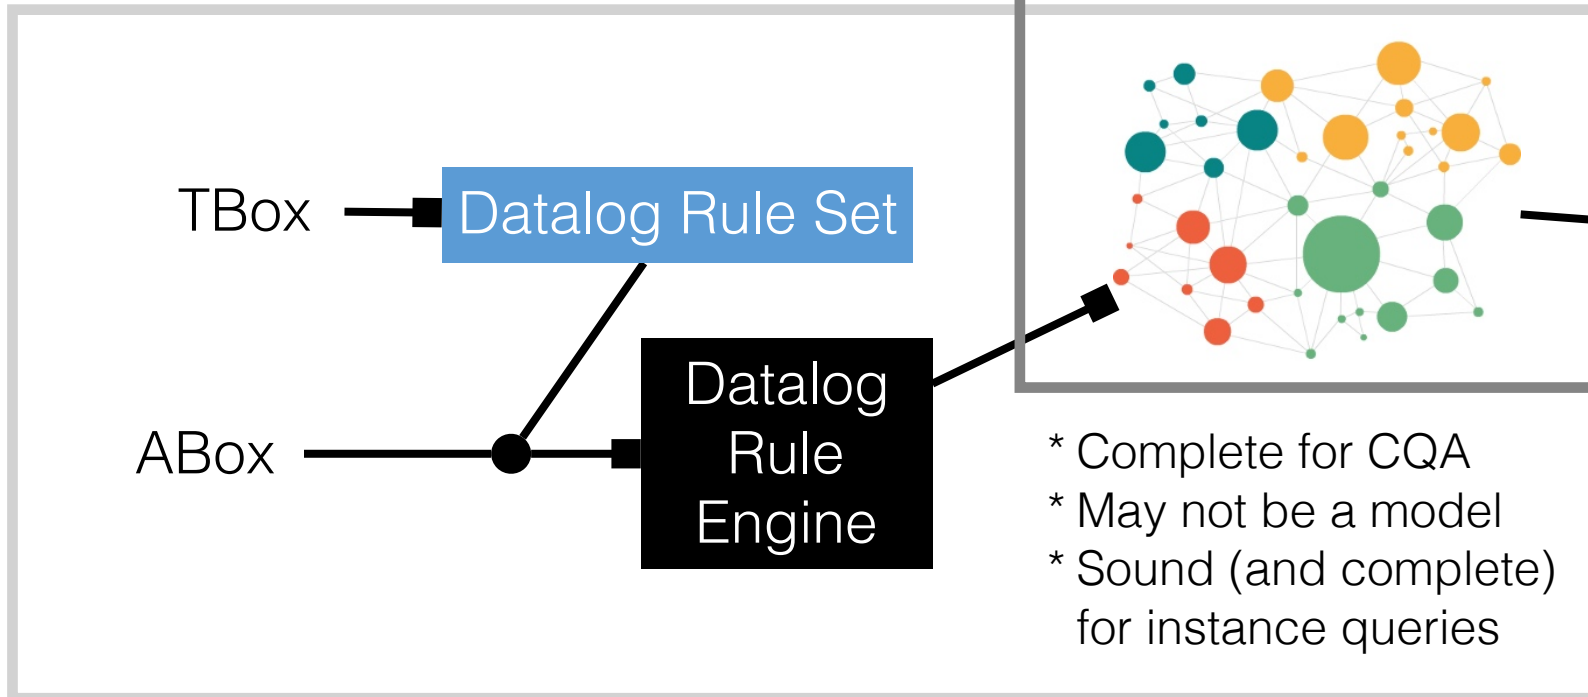 TBox
Datalog Rule Set
ABox
Datalog
Rule
Engine
* Complete for CQA
* May not be a model
* Sound (and complete)
for instance queries